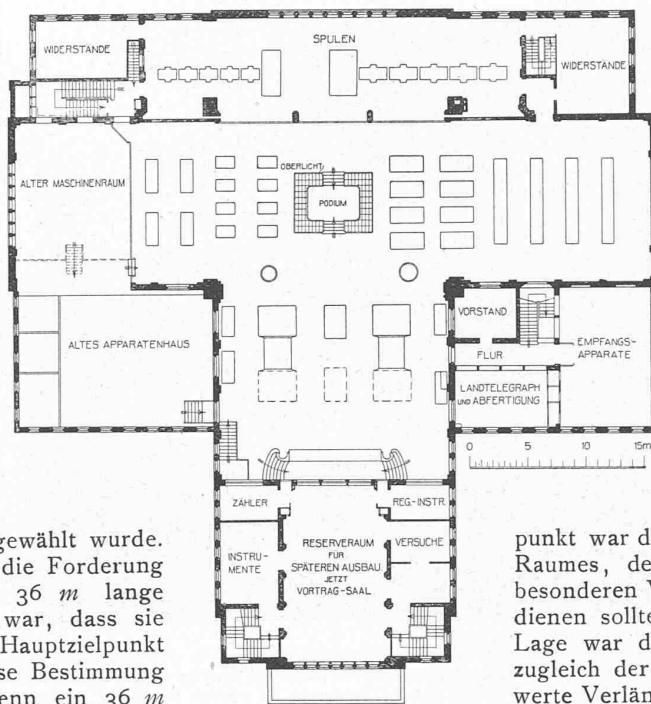 SPULEN
WIDERSTÄNDE
WIDERSTÄNDE
ALTER MASCHINENRAUM
OBERLICHT
PODIUM
ALTES APPARATENHAUS
VORSTAND
FLUR
EMPFANGS-
APPARATE
LANDTELEGRAPH
UND ABFERTIGUNG
0 5 10 15m
ZÄHLER
REG.-INSTR.
INSTRU-
MENTE
RESERVERAUM
FÜR
SPÄTEREN AUSBAU
JETZT
VORTRAG-SAAL
VERSUCHE
gewählt wurde.
die Forderung
36 m lange
war, dass sie
Hauptzielpunkt
se Bestimmung
enn ein 36 m
punkt war d
Raumes, de
besonderen V
dienen sollte
Lage war d
zugleich der
werte Verlän